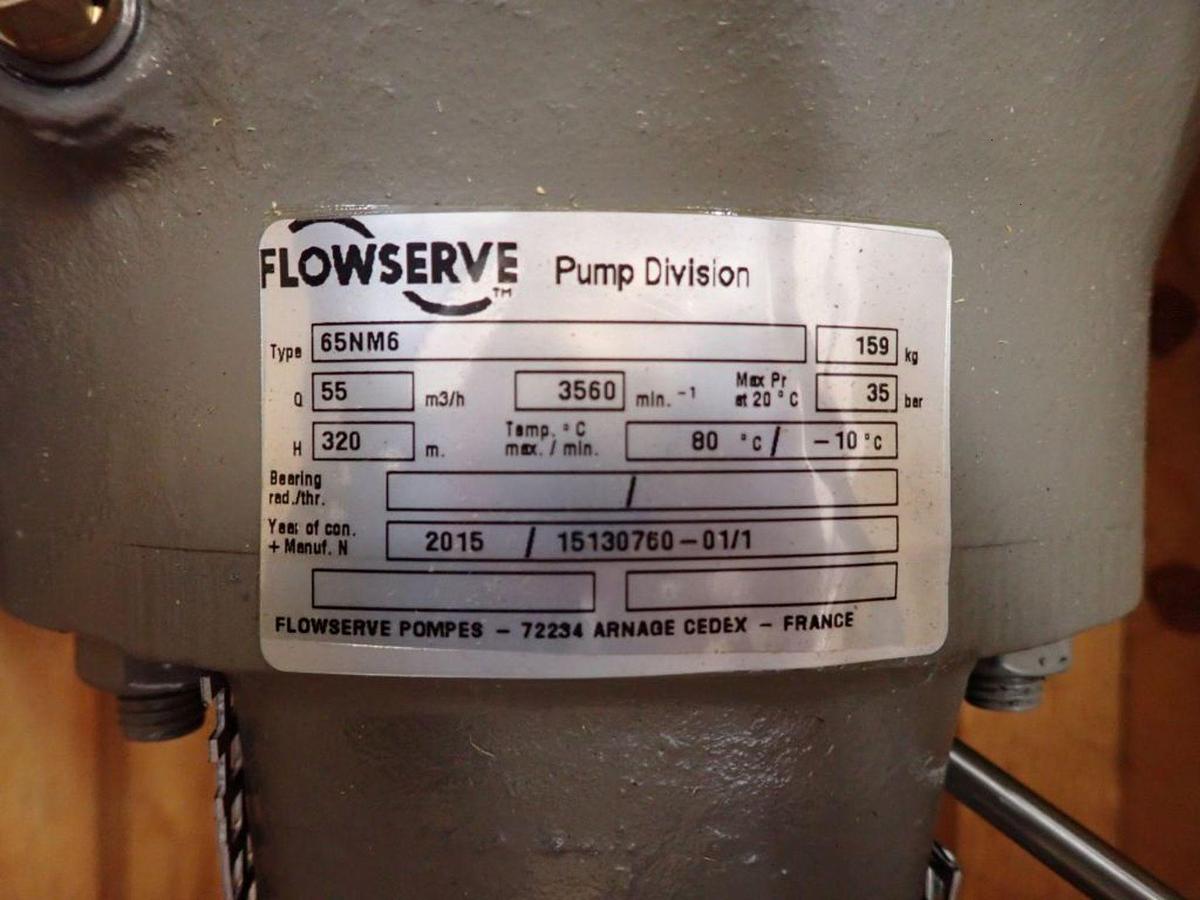 FLOWSERVE™ Pump Division
Type 65NM6 159 kg
Q 55 m3/h 3560 min.⁻¹ Max Pr at 20 °C 35 bar
H 320 m. Temp. °C max. / min. 80 °C / -10 °C
Bearing rad./thr. /
Year of con. + Manuf. N 2015 / 15130760-01/1
FLOWSERVE POMPES - 72234 ARNAGE CEDEX - FRANCE